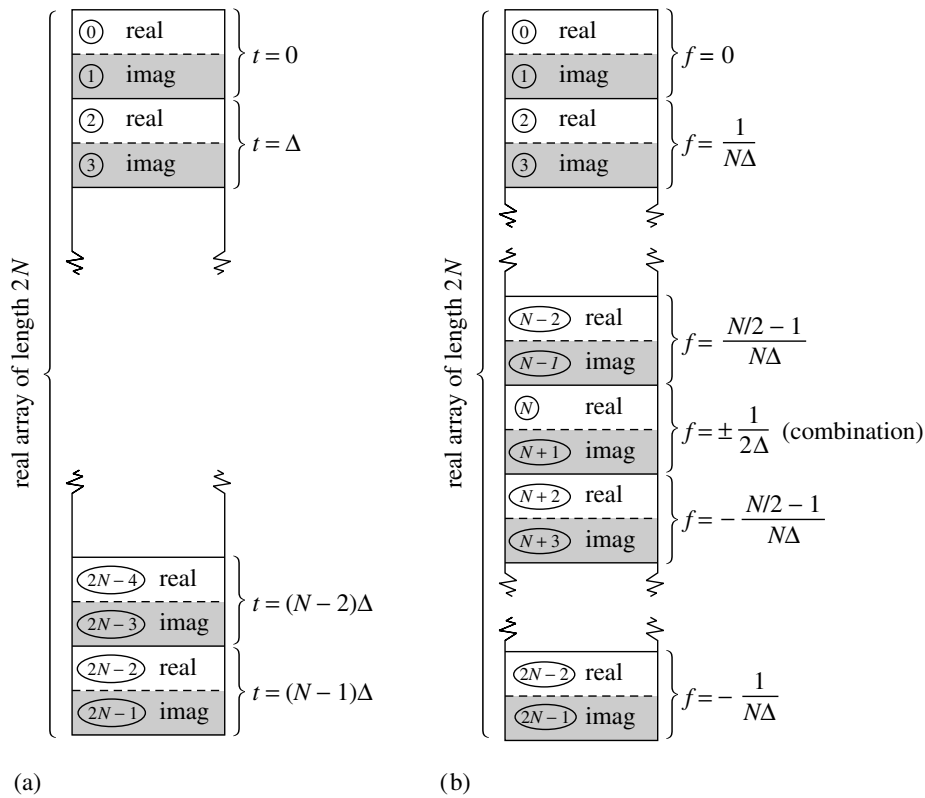 real array of length 2N
0 real
1 imag
t = 0
2 real
3 imag
t = Δ
2N – 4 real
2N – 3 imag
t = (N – 2)Δ
2N – 2 real
2N – 1 imag
t = (N – 1)Δ
(a)
real array of length 2N
0 real
1 imag
f = 0
2 real
3 imag
f = 1/NΔ
N – 2 real
N – 1 imag
f = N/2 – 1/NΔ
N real
N + 1 imag
f = ± 1/2Δ (combination)
N + 2 real
N + 3 imag
f = – N/2 – 1/NΔ
2N – 2 real
2N – 1 imag
f = – 1/NΔ
(b)